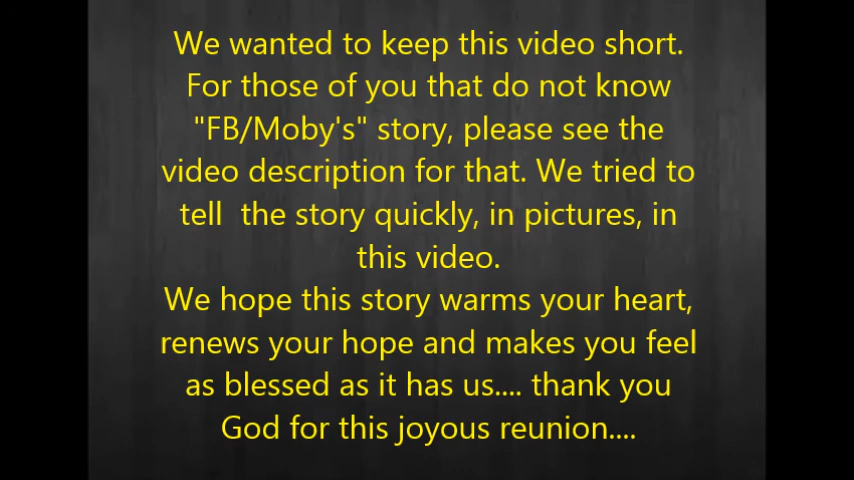 We wanted to keep this video short.
For those of you that do not know
"FB/Moby's" story, please see the
video description for that. We tried to
tell  the story quickly, in pictures, in
this video.
We hope this story warms your heart,
renews your hope and makes you feel
as blessed as it has us.... thank you
God for this joyous reunion....